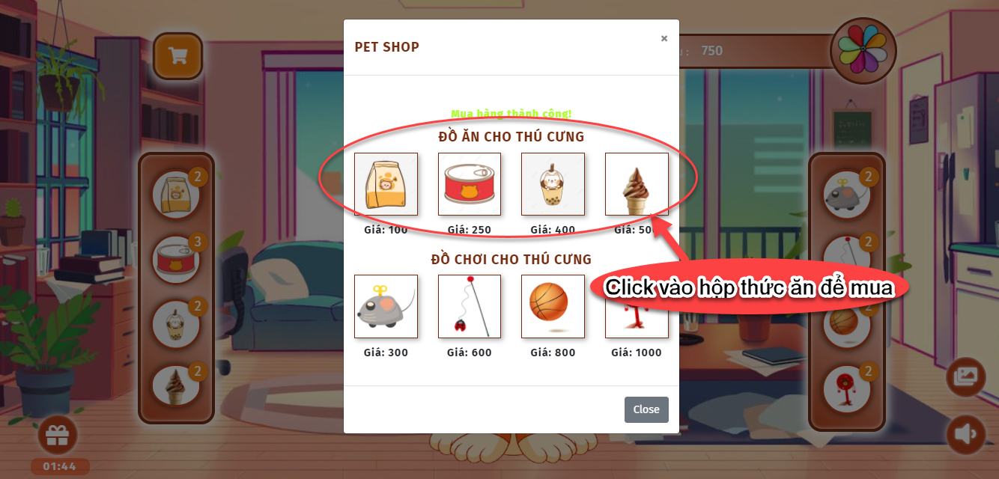 PET SHOP
×
750
Mua hàng thành công!
ĐỒ ĂN CHO THÚ CƯNG
Giá: 100
Giá: 250
Giá: 400
Giá: 500
ĐỒ CHƠI CHO THÚ CƯNG
Click vào hộp thức ăn để mua
Giá: 300
Giá: 600
Giá: 800
Giá: 1000
Close
2
3
2
2
2
2
2
2
01:44